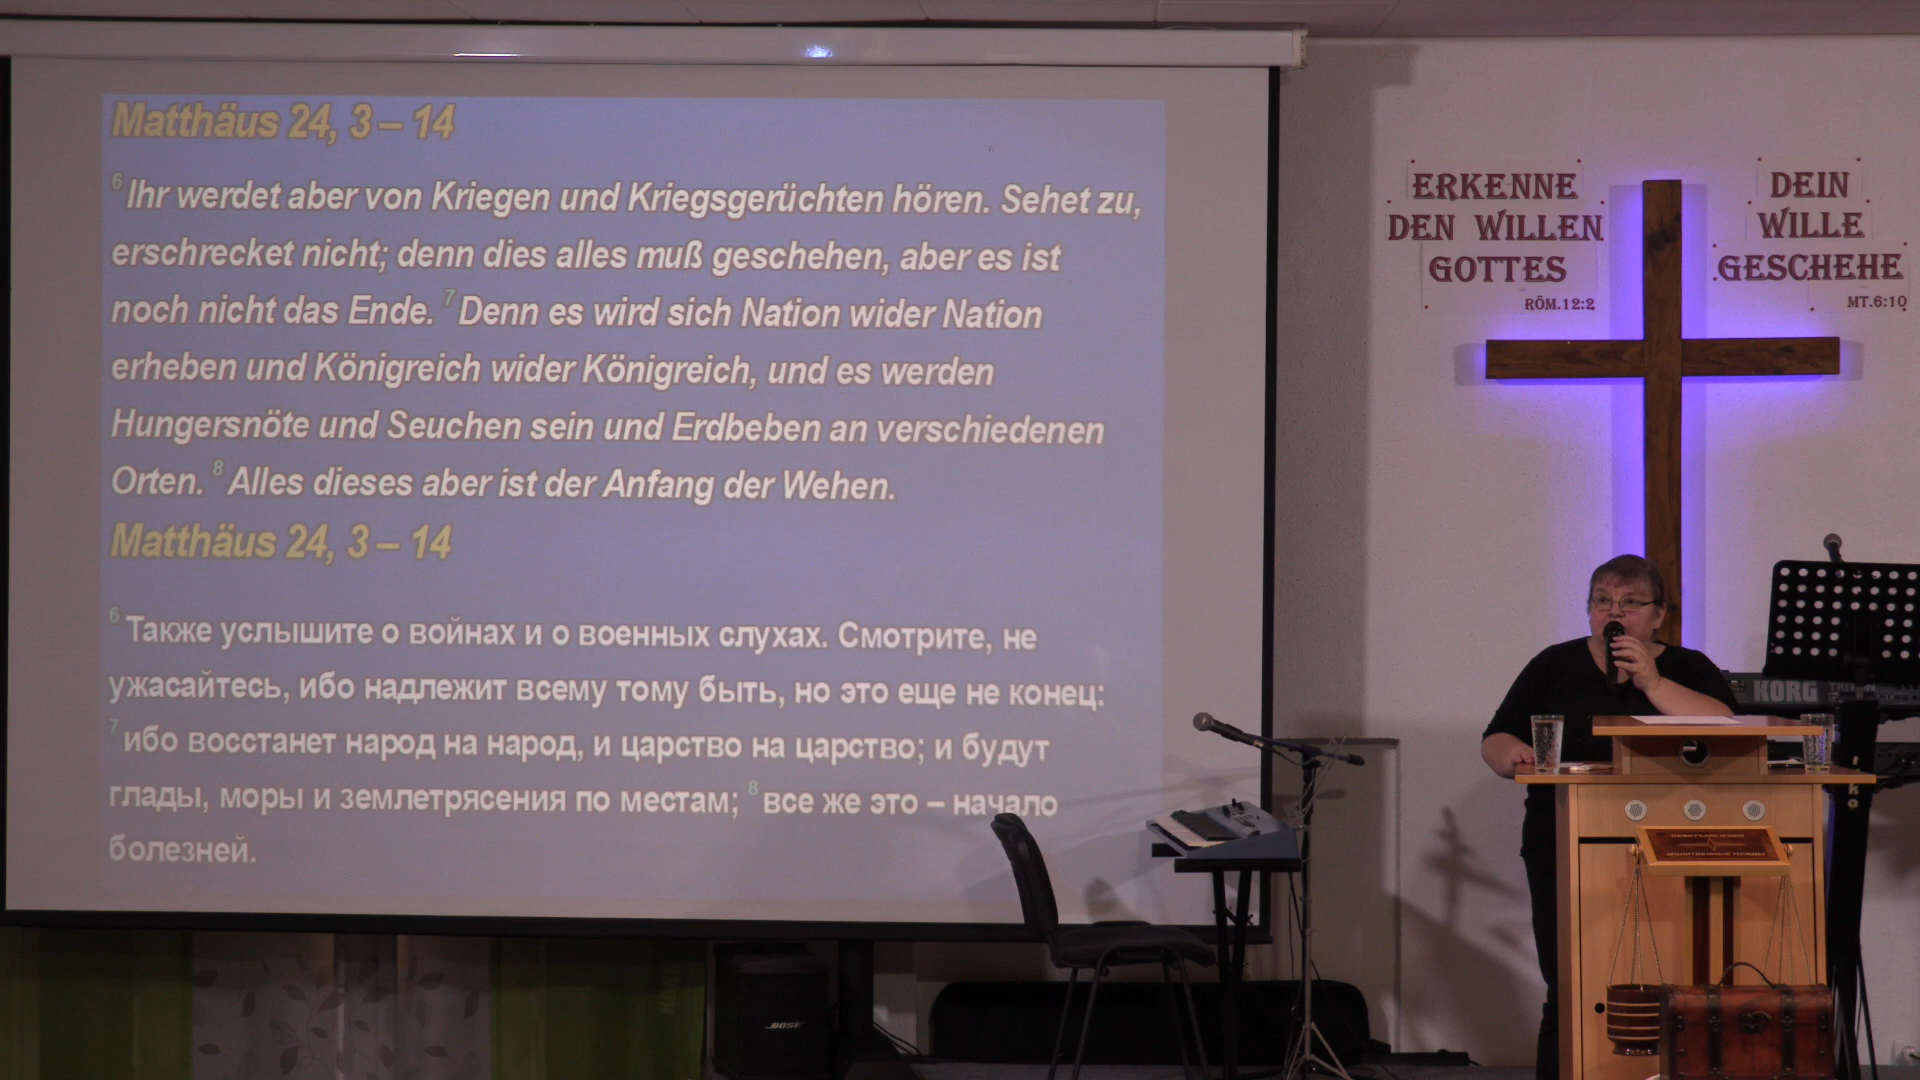 Matthäus 24, 3 – 14
6 Ihr werdet aber von Kriegen und Kriegsgerüchten hören. Sehet zu,
erschrecket nicht; denn dies alles muß geschehen, aber es ist
noch nicht das Ende. 7 Denn es wird sich Nation wider Nation
erheben und Königreich wider Königreich, und es werden
Hungersnöte und Seuchen sein und Erdbeben an verschiedenen
Orten. 8 Alles dieses aber ist der Anfang der Wehen.
Matthäus 24, 3 – 14
6 Также услышите о войнах и о военных слухах. Смотрите, не
ужасайтесь, ибо надлежит всему тому быть, но это еще не конец:
7 ибо восстанет народ на народ, и царство на царство; и будут
глады, моры и землетрясения по местам; 8 все же это – начало
болезней.
ERKENNE
DEN WILLEN
GOTTES
RÖM.12:2
DEIN
WILLE
GESCHEHE
MT.6:10
KORG
GEBETSANLIEGEN
МОЛИТВЕННЫЕ НУЖДЫ
BOSE